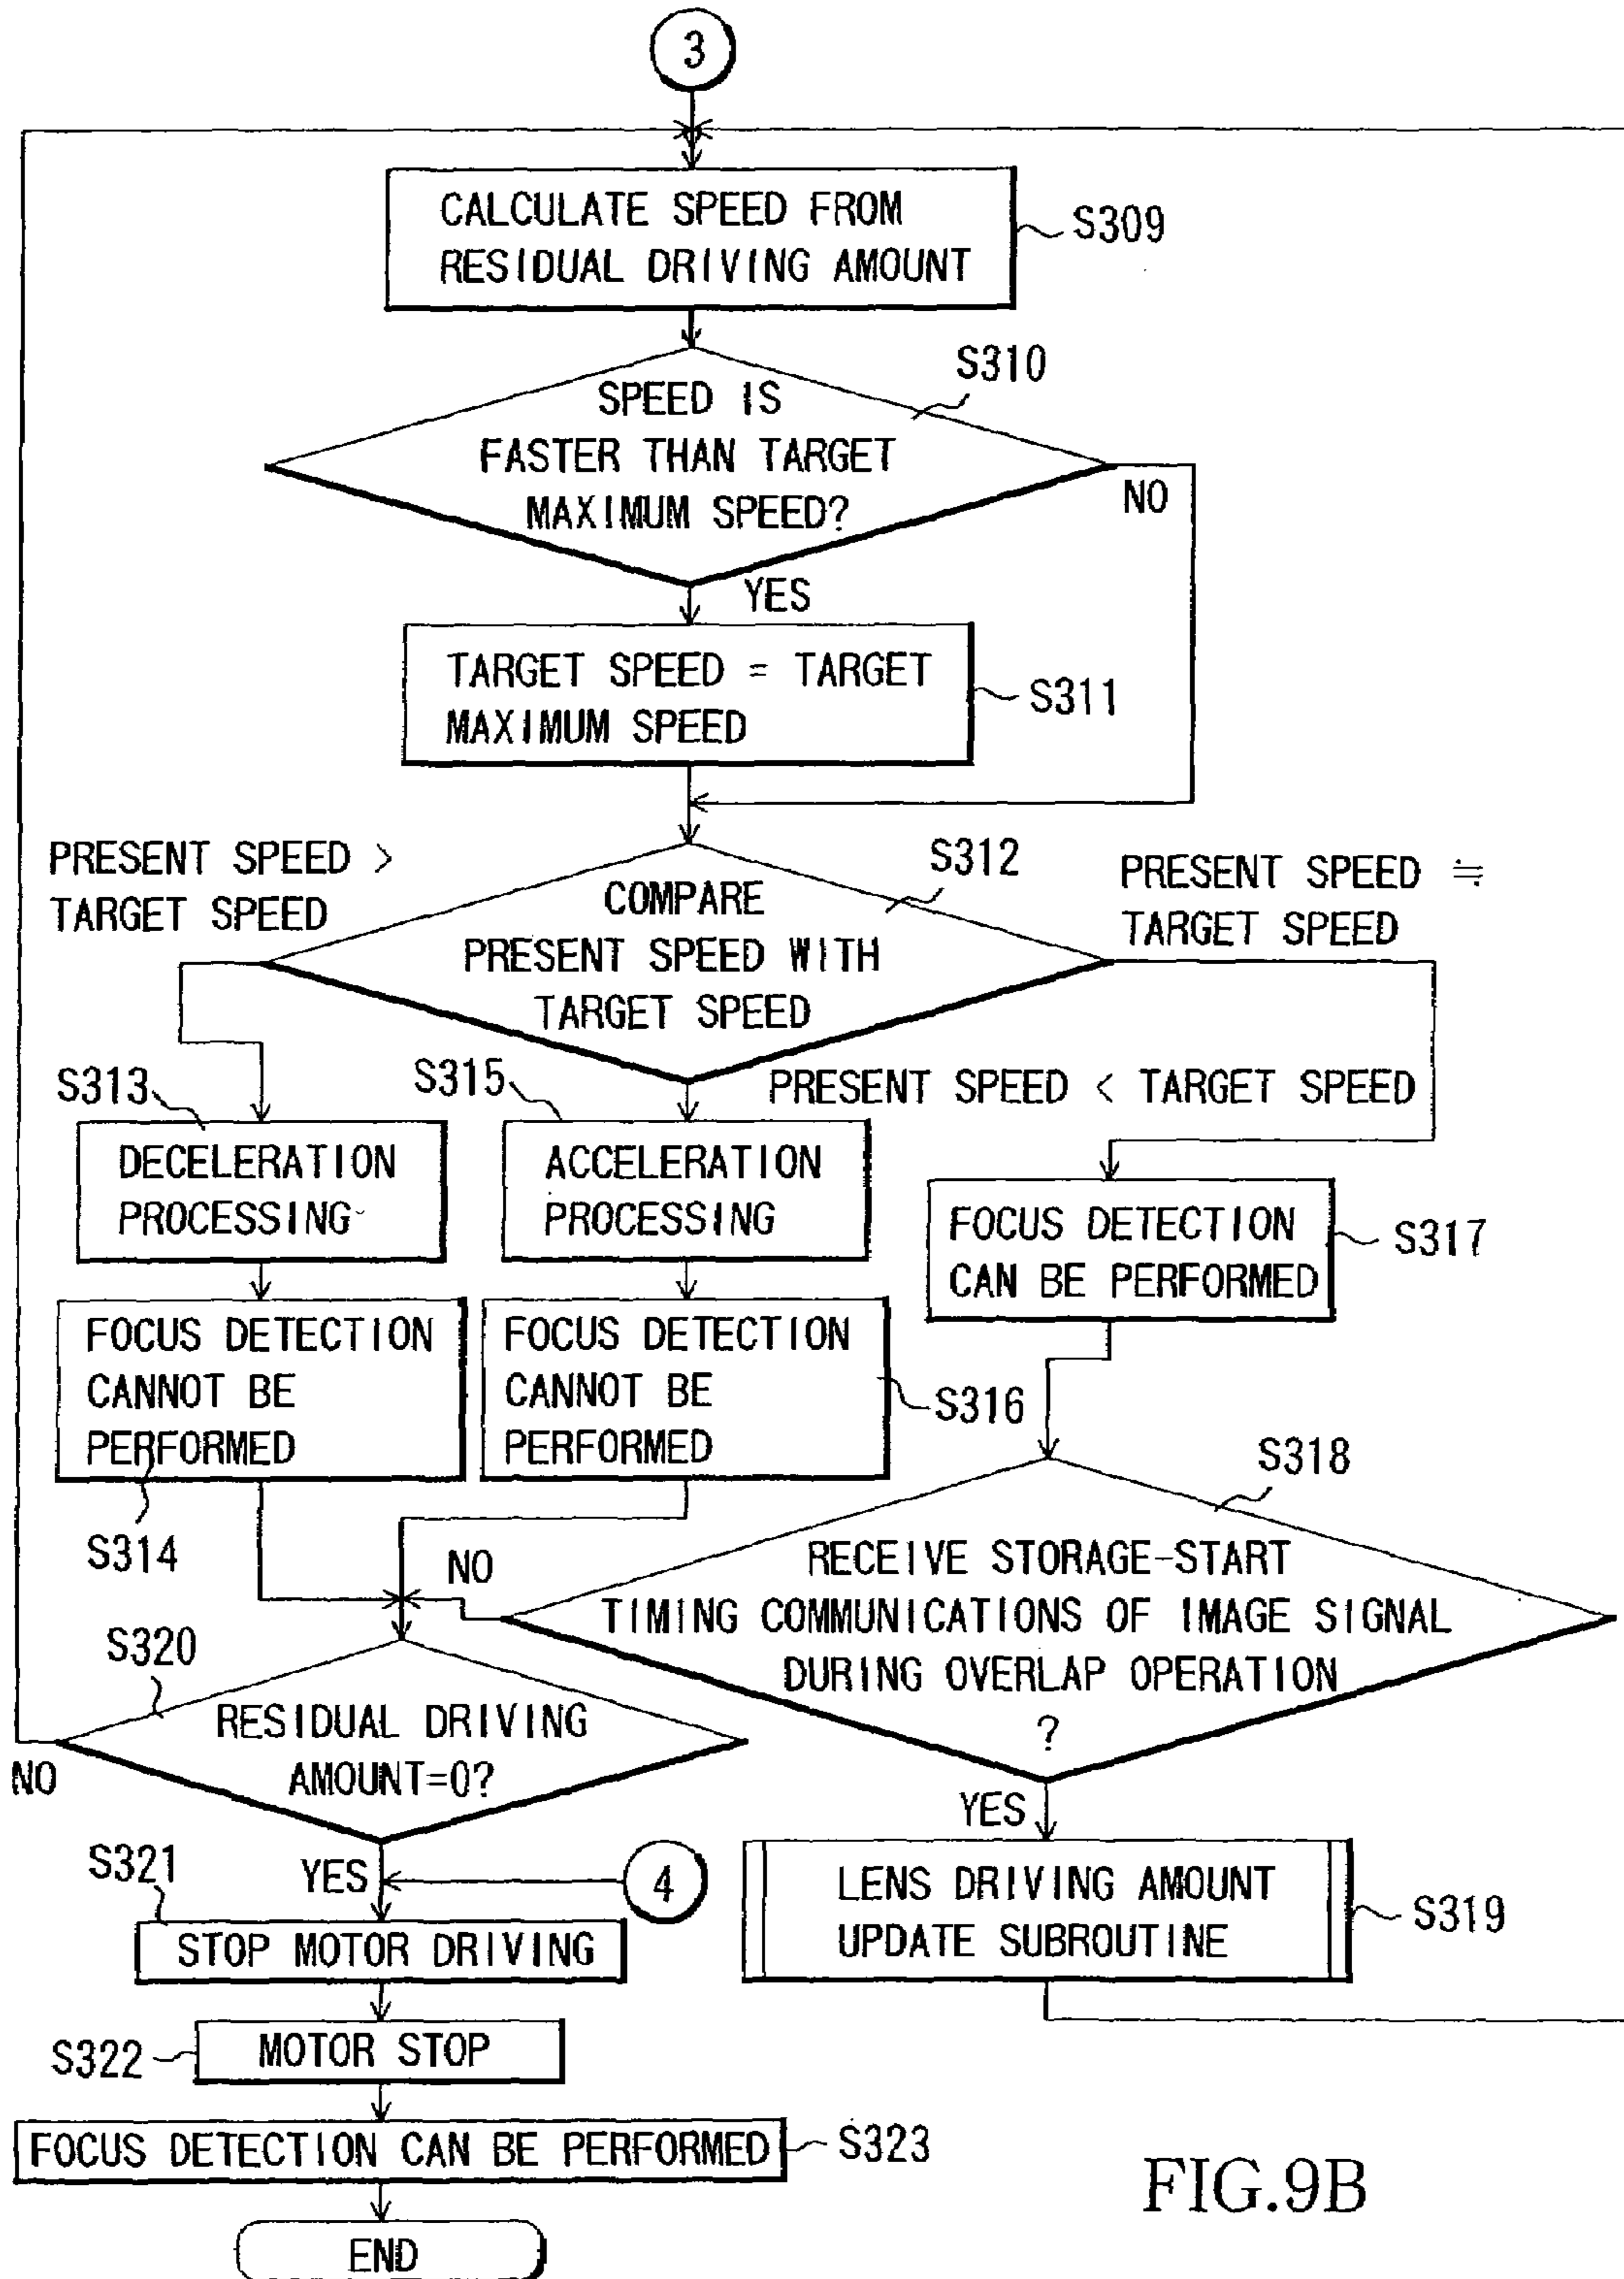 3
CALCULATE SPEED FROM
RESIDUAL DRIVING AMOUNT
S309
S310
SPEED IS
FASTER THAN TARGET
MAXIMUM SPEED?
NO
YES
TARGET SPEED = TARGET
MAXIMUM SPEED
S311
PRESENT SPEED >
TARGET SPEED
S312
COMPARE
PRESENT SPEED WITH
TARGET SPEED
PRESENT SPEED ≒
TARGET SPEED
PRESENT SPEED < TARGET SPEED
S313
DECELERATION
PROCESSING
S315
ACCELERATION
PROCESSING
FOCUS DETECTION
CAN BE PERFORMED
S317
FOCUS DETECTION
CANNOT BE
PERFORMED
S314
FOCUS DETECTION
CANNOT BE
PERFORMED
S316
S318
RECEIVE STORAGE-START
TIMING COMMUNICATIONS OF IMAGE SIGNAL
DURING OVERLAP OPERATION
?
NO
YES
S320
RESIDUAL DRIVING
AMOUNT=0?
NO
YES
4
LENS DRIVING AMOUNT
UPDATE SUBROUTINE
S319
S321
STOP MOTOR DRIVING
S322
MOTOR STOP
FOCUS DETECTION CAN BE PERFORMED
S323
END
FIG.9B